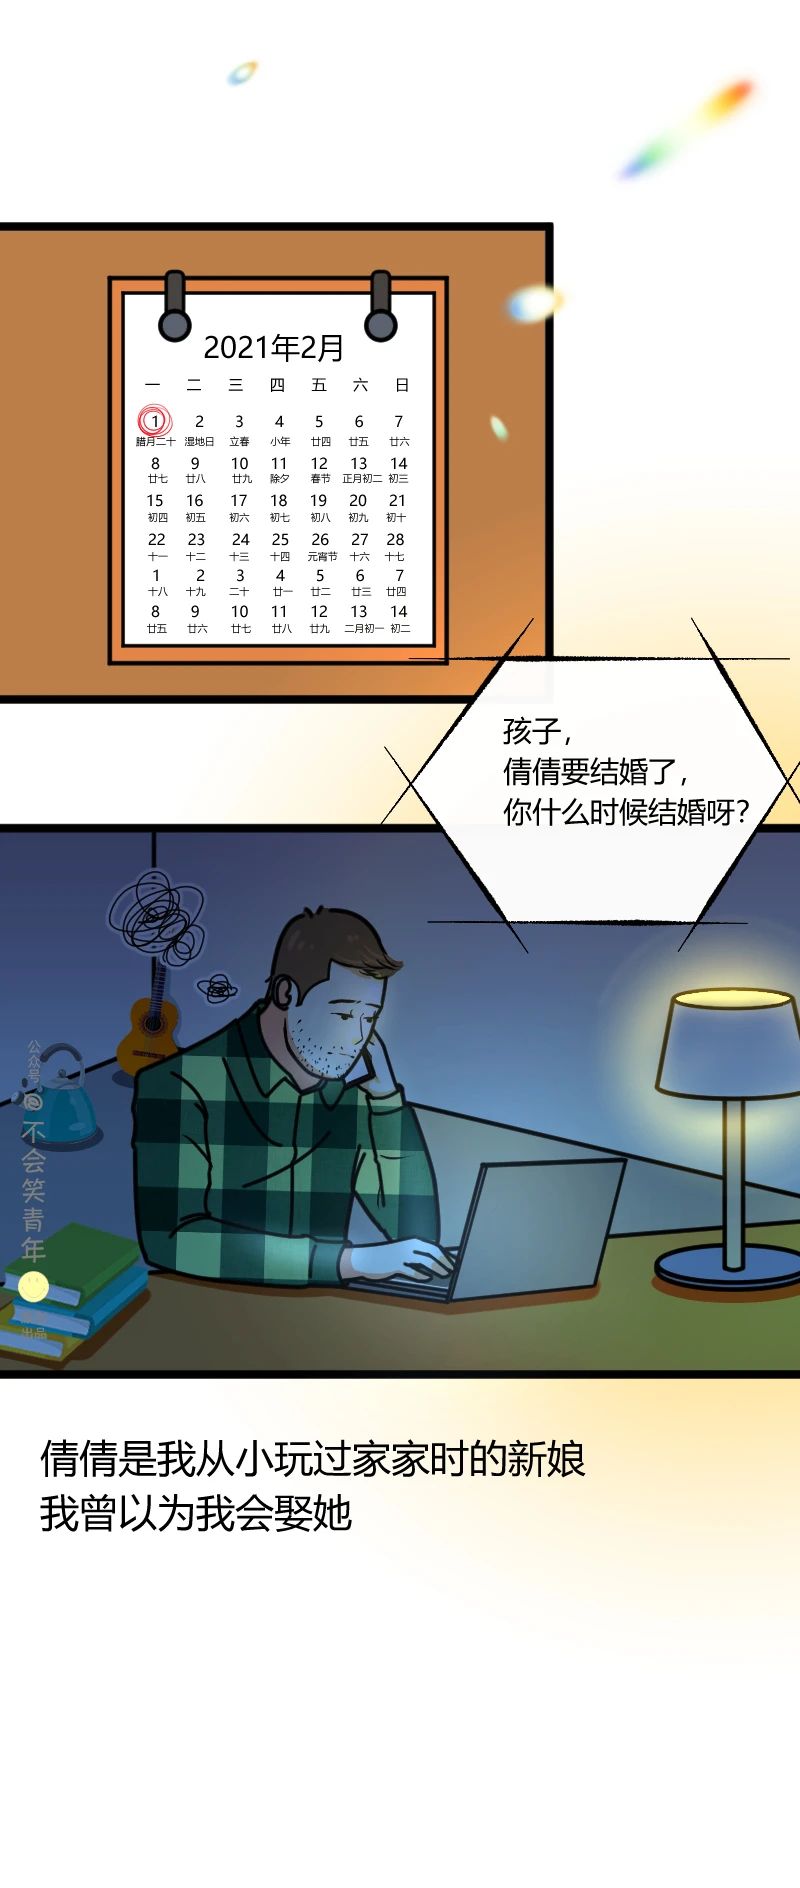 2021年2月
一 二 三 四 五 六 日
1 2 3 4 5 6 7
腊月二十 湿地日 立春 小年 廿四 廿五 廿六
8 9 10 11 12 13 14
廿七 廿八 廿九 除夕 春节 正月初二 初三
15 16 17 18 19 20 21
初四 初五 初六 初七 初八 初九 初十
22 23 24 25 26 27 28
十一 十二 十三 十四 元宵节 十六 十七
1 2 3 4 5 6 7
十八 十九 二十 廿一 廿二 廿三 廿四
8 9 10 11 12 13 14
廿五 廿六 廿七 廿八 廿九 二月初一 初二
孩子，
倩倩要结婚了，
你什么时候结婚呀？
公众号
不会笑青年
出品
倩倩是我从小玩过家家时的新娘
我曾以为我会娶她